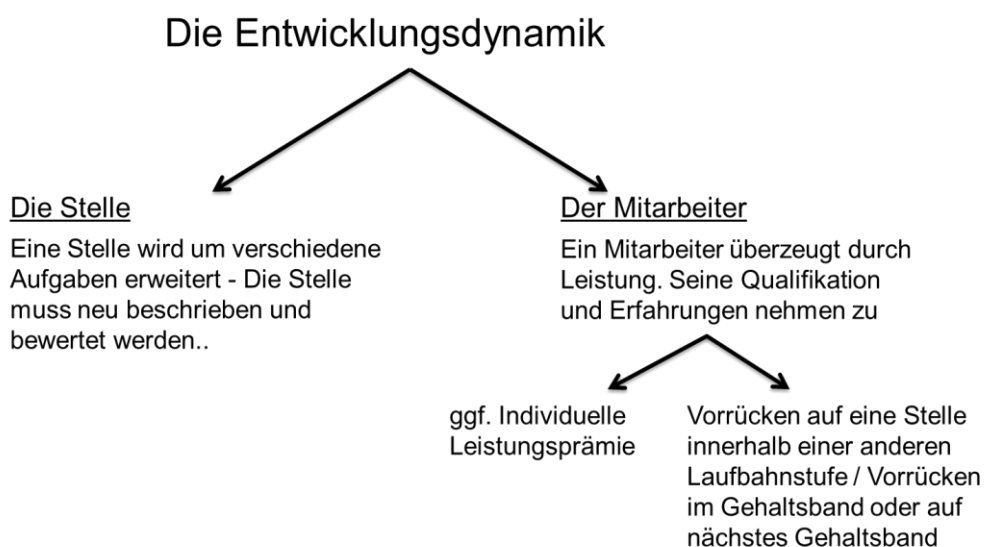 Die Entwicklungsdynamik
Die Stelle
Eine Stelle wird um verschiedene
Aufgaben erweitert - Die Stelle
muss neu beschrieben und
bewertet werden..
Der Mitarbeiter
Ein Mitarbeiter überzeugt durch
Leistung. Seine Qualifikation
und Erfahrungen nehmen zu
ggf. Individuelle
Leistungsprämie
Vorrücken auf eine Stelle
innerhalb einer anderen
Laufbahnstufe / Vorrücken
im Gehaltsband oder auf
nächstes Gehaltsband